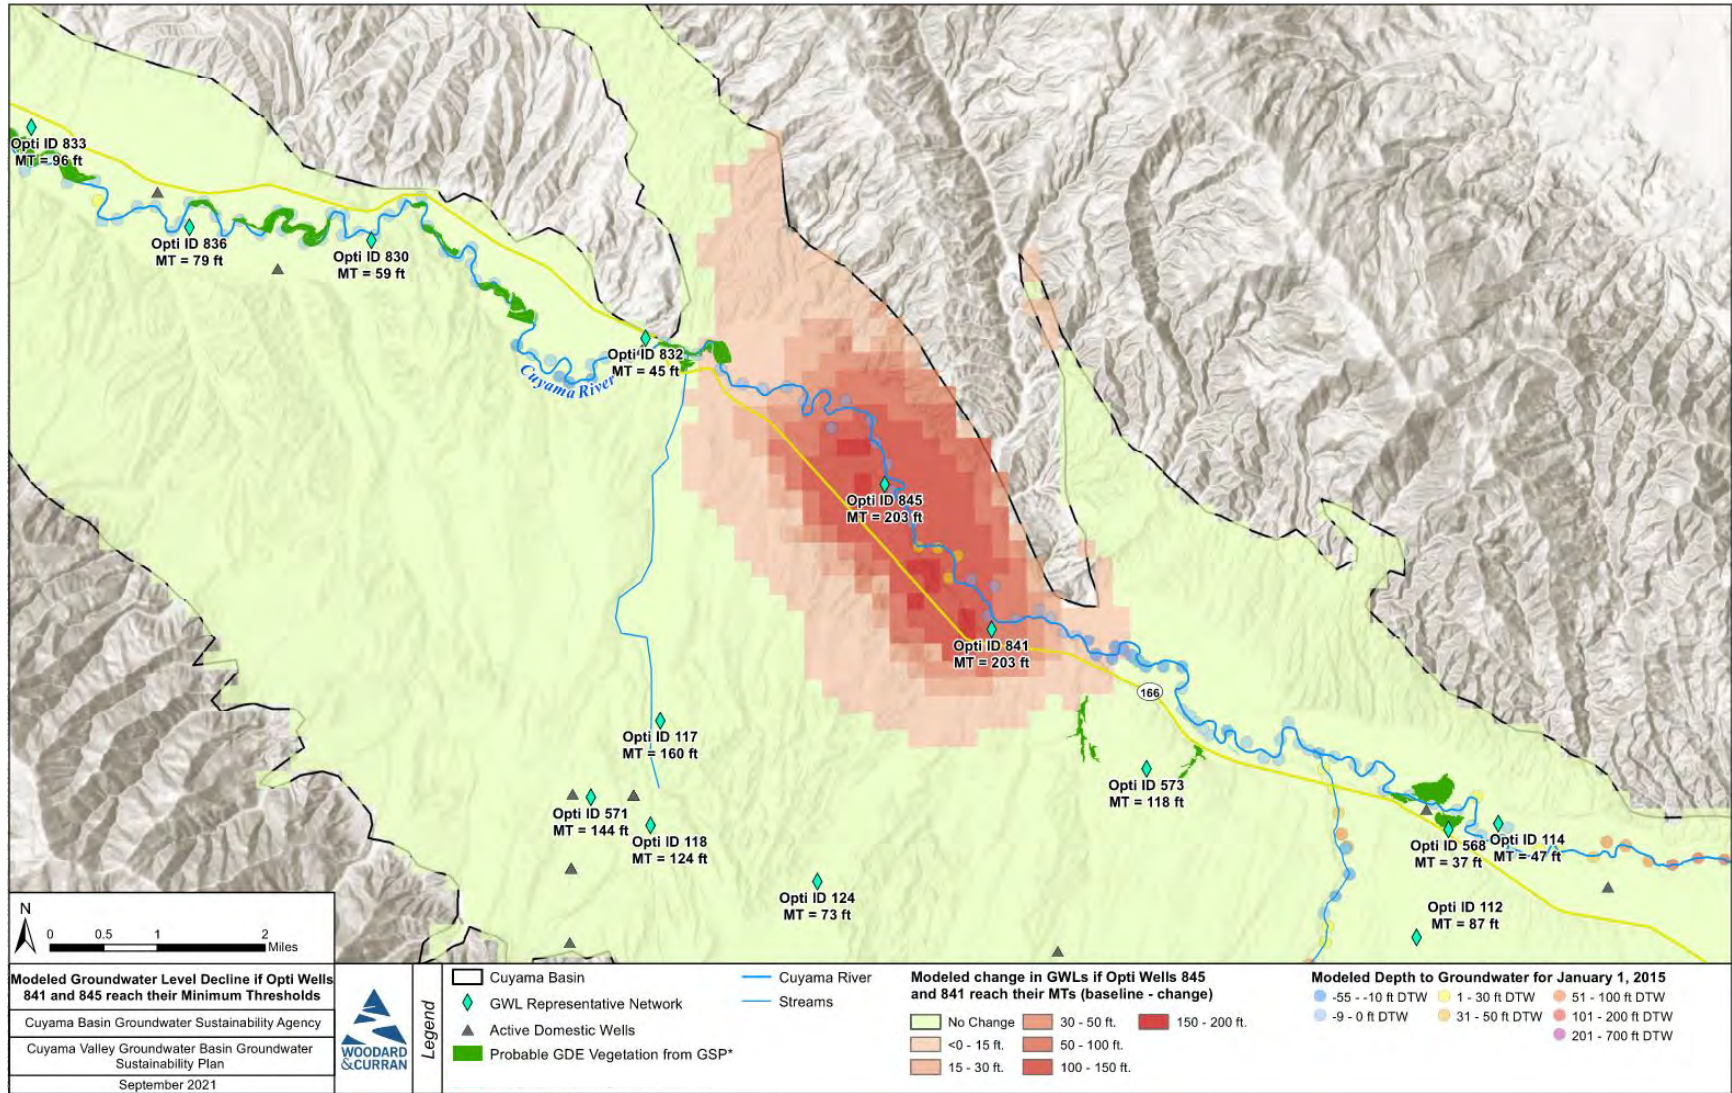 Opti ID 833
MT = 96 ft
Opti ID 836
MT = 79 ft
Opti ID 830
MT = 59 ft
Opti ID 832
MT = 45 ft
Cuyama River
Opti ID 845
MT = 203 ft
Opti ID 841
MT = 203 ft
166
Opti ID 117
MT = 160 ft
Opti ID 571
MT = 144 ft
Opti ID 118
MT = 124 ft
Opti ID 124
MT = 73 ft
Opti ID 573
MT = 118 ft
Opti ID 568
MT = 37 ft
Opti ID 114
MT = 47 ft
Opti ID 112
MT = 87 ft
N
0 0.5 1 2
Miles
Modeled Groundwater Level Decline if Opti Wells
841 and 845 reach their Minimum Thresholds
Cuyama Basin Groundwater Sustainability Agency
Cuyama Valley Groundwater Basin Groundwater
Sustainability Plan
September 2021
WOODARD
&CURRAN
Legend
Cuyama Basin
GWL Representative Network
Active Domestic Wells
Probable GDE Vegetation from GSP*
Cuyama River
Streams
Modeled change in GWLs if Opti Wells 845
and 841 reach their MTs (baseline - change)
No Change
<0 - 15 ft.
15 - 30 ft.
30 - 50 ft.
50 - 100 ft.
100 - 150 ft.
150 - 200 ft.
Modeled Depth to Groundwater for January 1, 2015
-55 - -10 ft DTW
-9 - 0 ft DTW
1 - 30 ft DTW
31 - 50 ft DTW
51 - 100 ft DTW
101 - 200 ft DTW
201 - 700 ft DTW